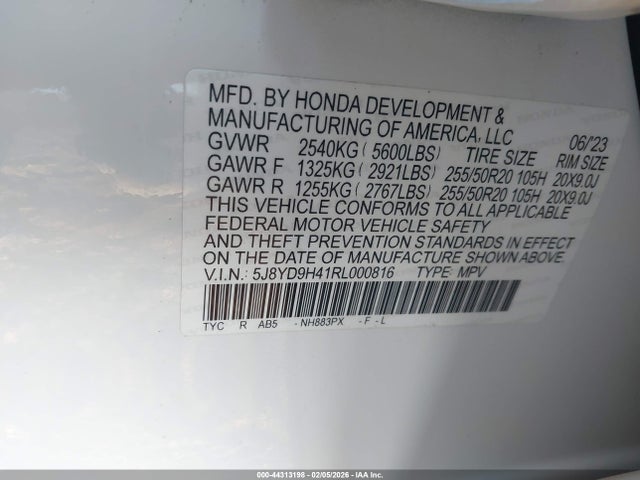 MFD. BY HONDA DEVELOPMENT &
MANUFACTURING OF AMERICA, LLC 06/23
GVWR 2540KG ( 5600LBS) TIRE SIZE RIM SIZE
GAWR F 1325KG ( 2921LBS) 255/50R20 105H 20X9.0J
GAWR R 1255KG ( 2767LBS) 255/50R20 105H 20X9.0J
THIS VEHICLE CONFORMS TO ALL APPLICABLE
FEDERAL MOTOR VEHICLE SAFETY
AND THEFT PREVENTION STANDARDS IN EFFECT
ON THE DATE OF MANUFACTURE SHOWN ABOVE.
V.I.N.: 5J8YD9H41RL000816 TYPE: MPV
TYC R AB5 - NH883PX - F - L
000-44313198 - 02/05/2026 - IAA Inc.